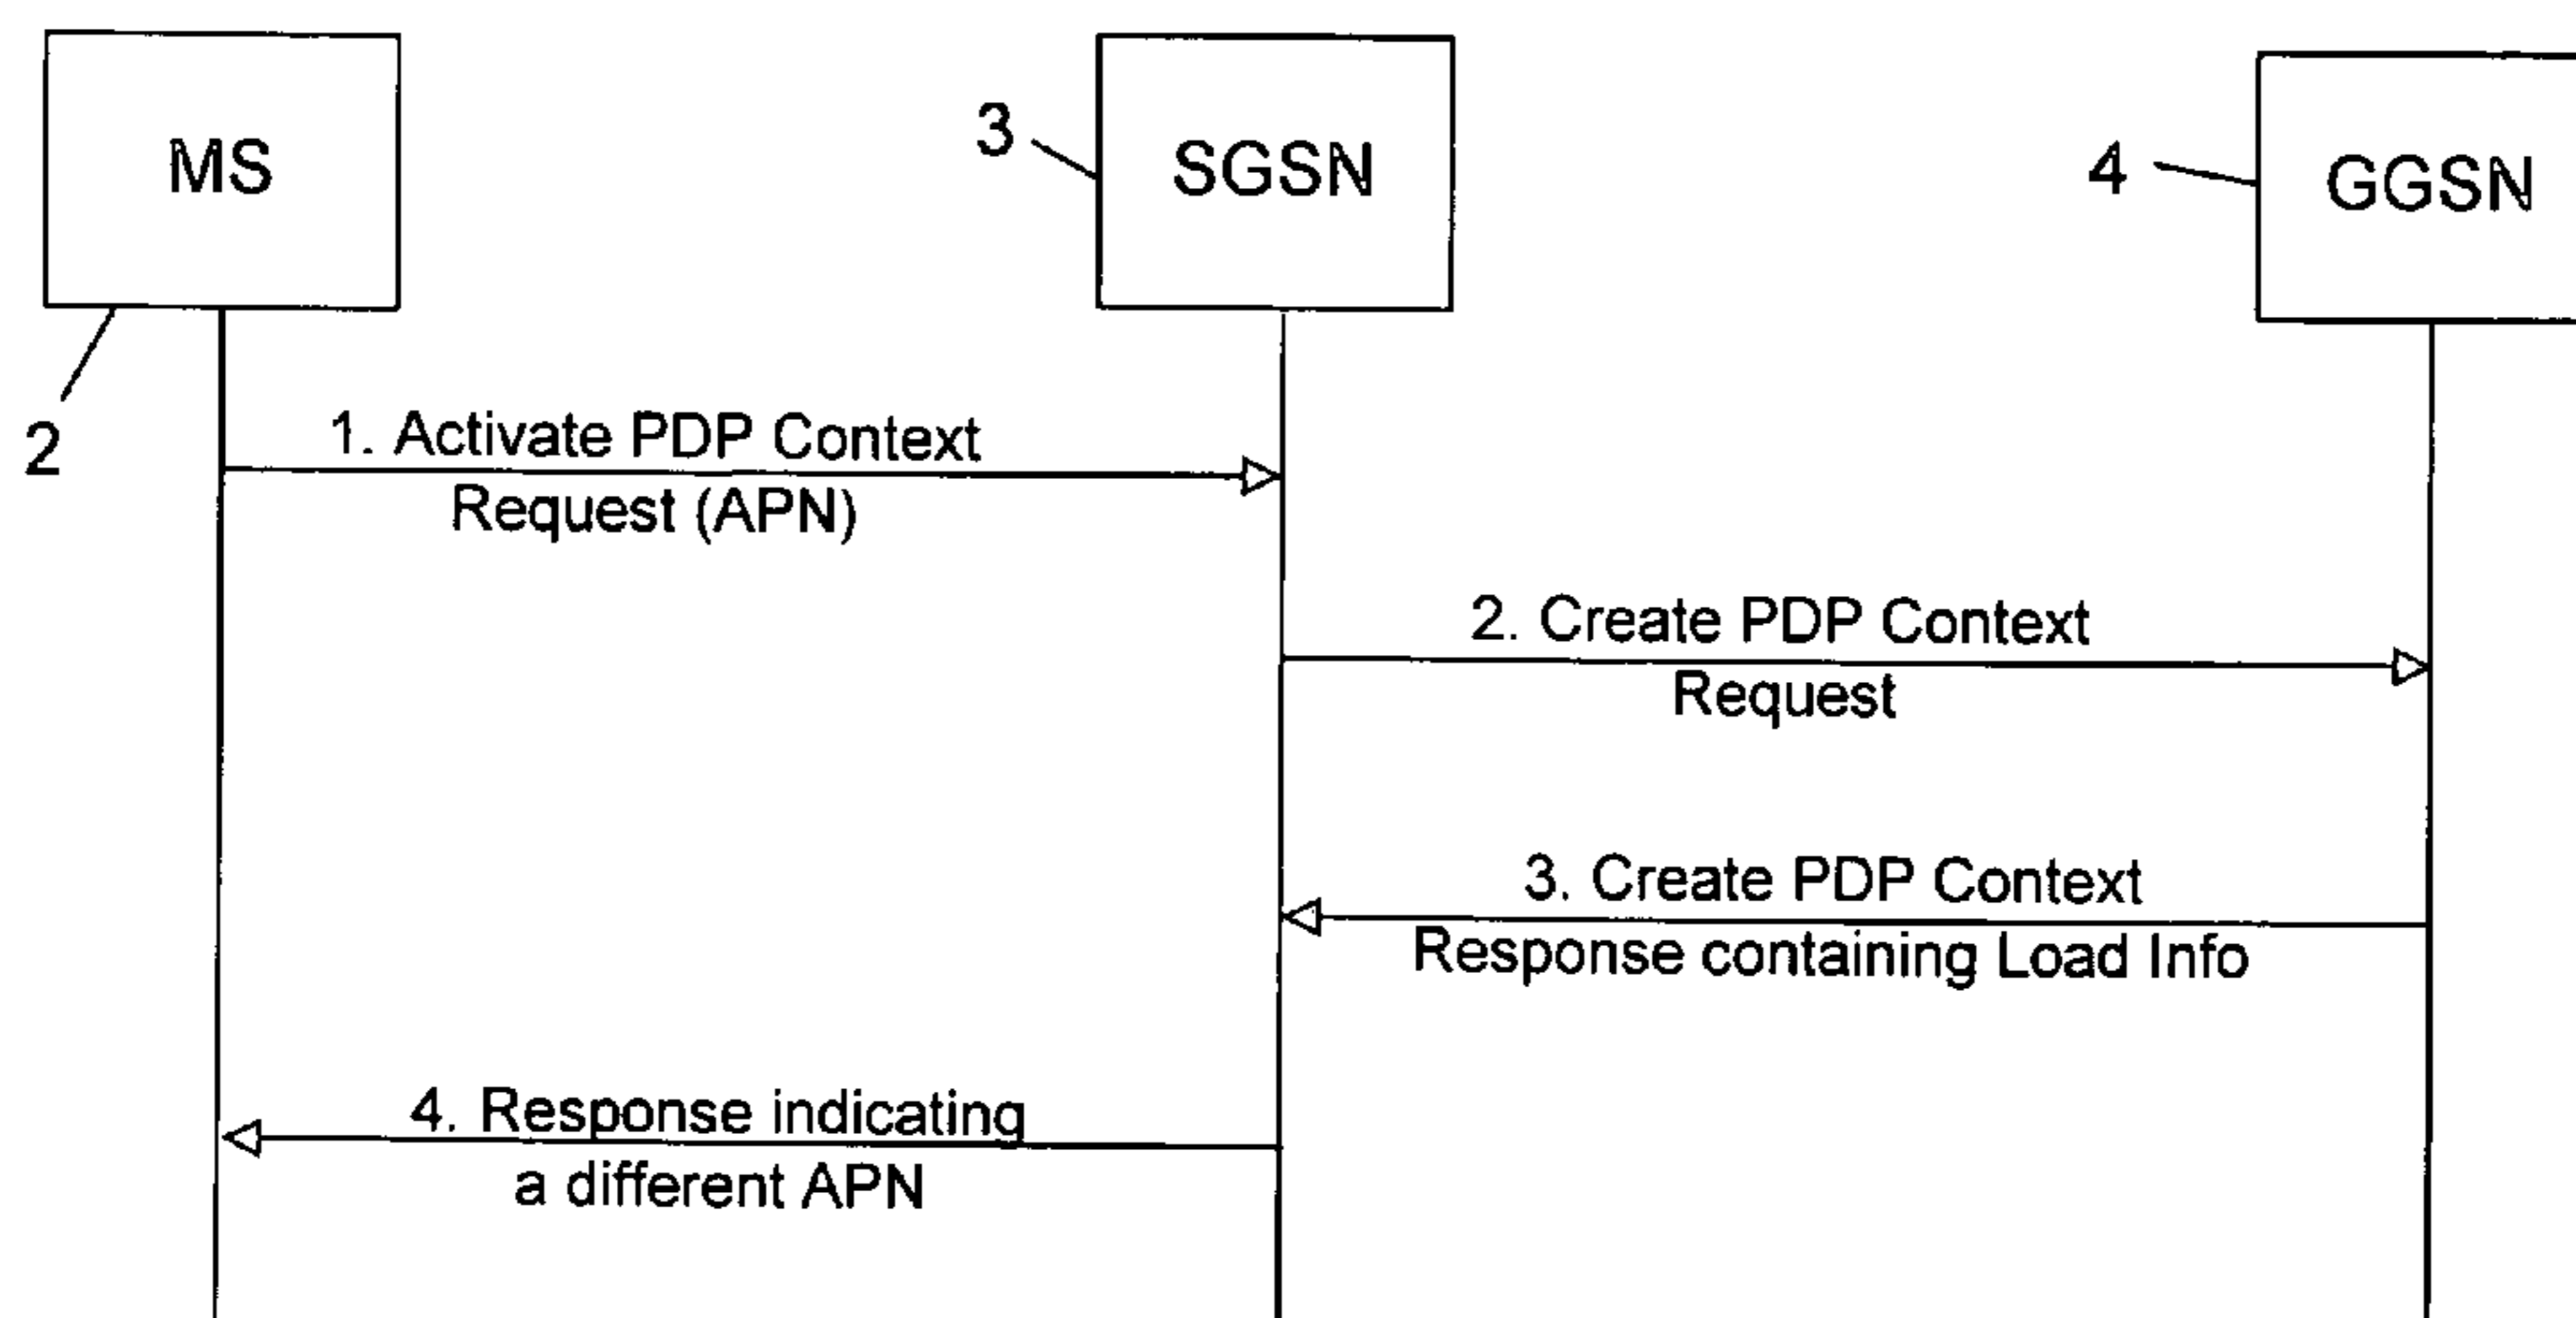 MS
3
SGSN
4
GGSN
2
1. Activate PDP Context
Request (APN)
2. Create PDP Context
Request
3. Create PDP Context
Response containing Load Info
4. Response indicating
a different APN